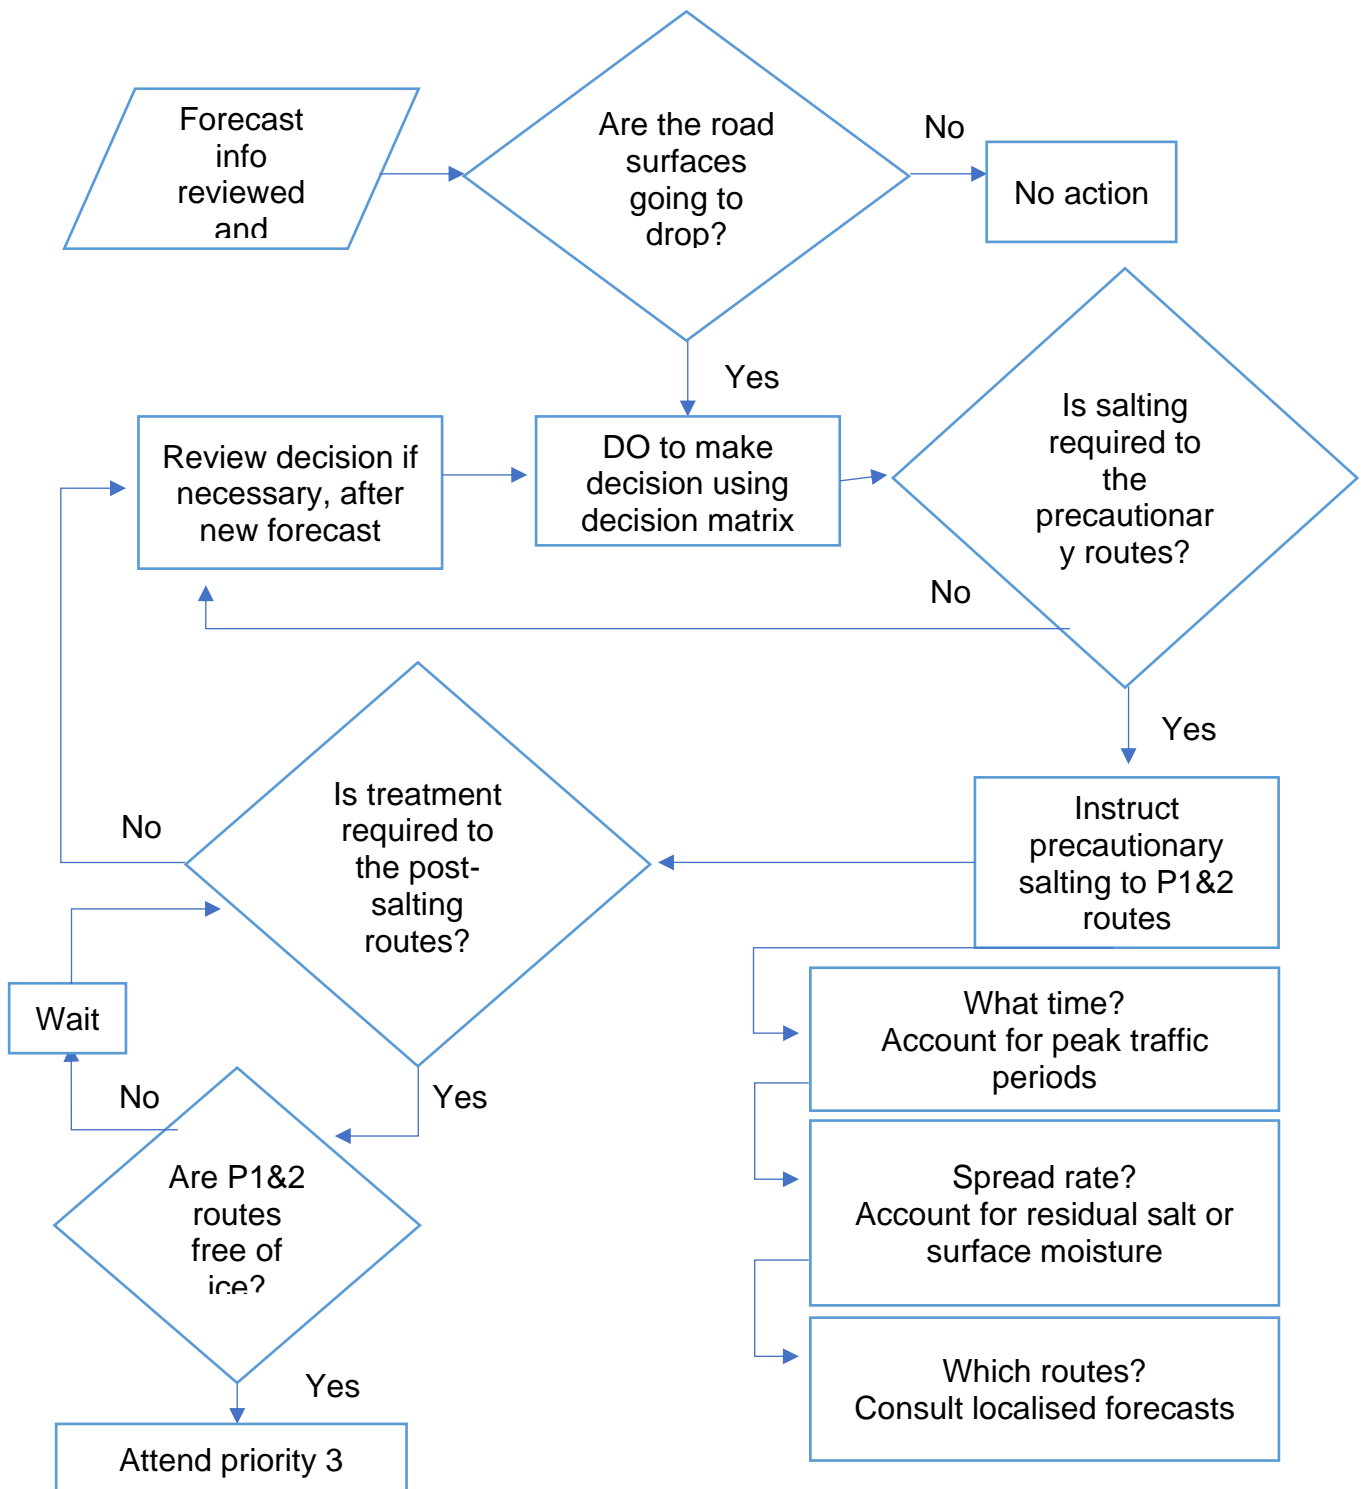 Forecast
info
reviewed
and
Are the road
surfaces
going to
drop?
No
No action
Yes
Review decision if
necessary, after
new forecast
DO to make
decision using
decision matrix
Is salting
required to
the
precautionar
y routes?
No
Yes
Is treatment
required to
the post-
salting
routes?
No
Instruct
precautionary
salting to P1&2
routes
Wait
What time?
Account for peak traffic
periods
No
Yes
Are P1&2
routes
free of
ice?
Spread rate?
Account for residual salt or
surface moisture
Yes
Which routes?
Consult localised forecasts
Attend priority 3